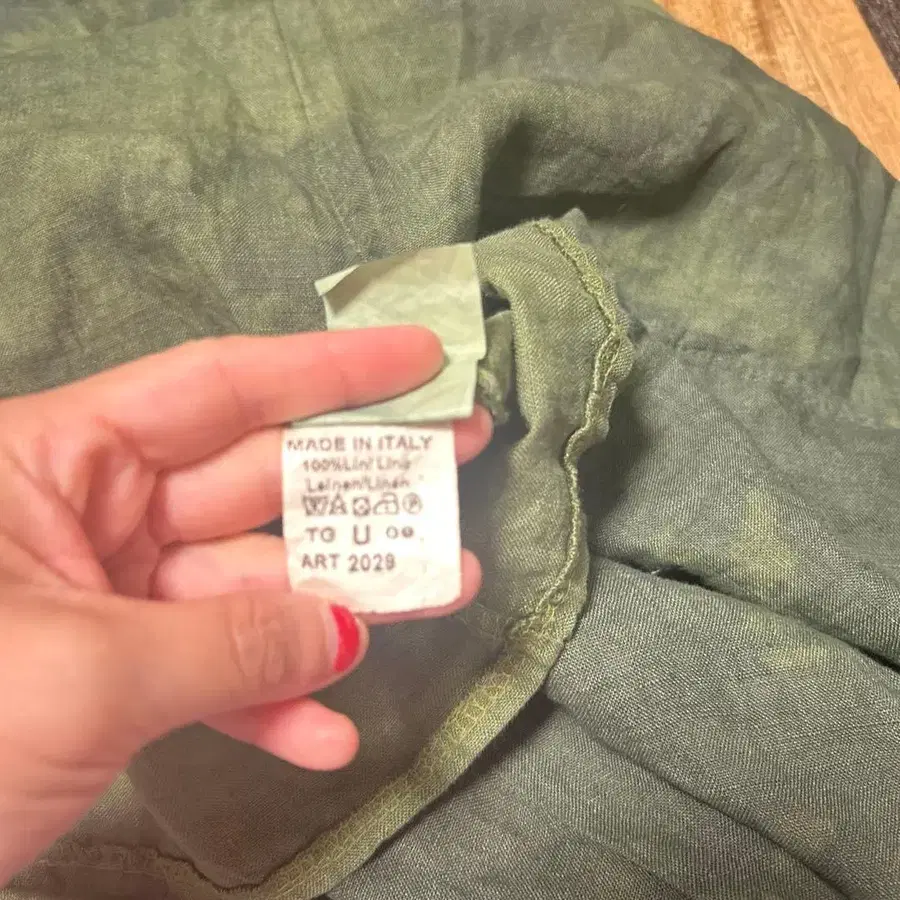 MADE IN ITALY
100%Lin/Lino
Leinen/Linen
TG U
ART 2029